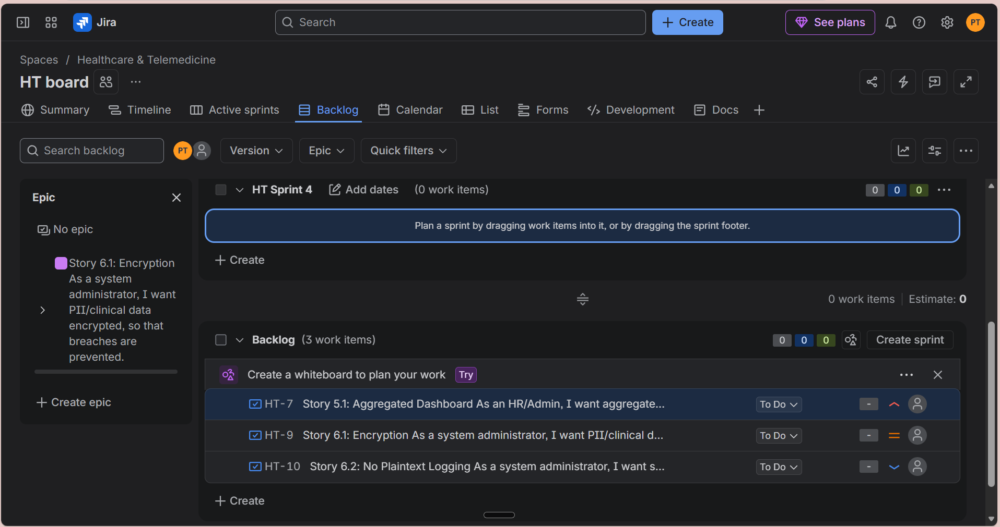 Jira
Search
Create
See plans
PT
Spaces / Healthcare & Telemedicine
HT board
Summary
Timeline
Active sprints
Backlog
Calendar
List
Forms
Development
Docs
Search backlog
PT
Version
Epic
Quick filters
Epic
No epic
Story 6.1: Encryption
As a system
administrator, I want
PII/clinical data
encrypted, so that
breaches are
prevented.
Create epic
HT Sprint 4 Add dates (0 work items)
0 0 0
Plan a sprint by dragging work items into it, or by dragging the sprint footer.
Create
0 work items Estimate: 0
Backlog (3 work items)
0 0 0 Create sprint
Create a whiteboard to plan your work Try
HT-7 Story 5.1: Aggregated Dashboard As an HR/Admin, I want aggregate... To Do -
HT-9 Story 6.1: Encryption As a system administrator, I want PII/clinical d... To Do -
HT-10 Story 6.2: No Plaintext Logging As a system administrator, I want s... To Do -
Create